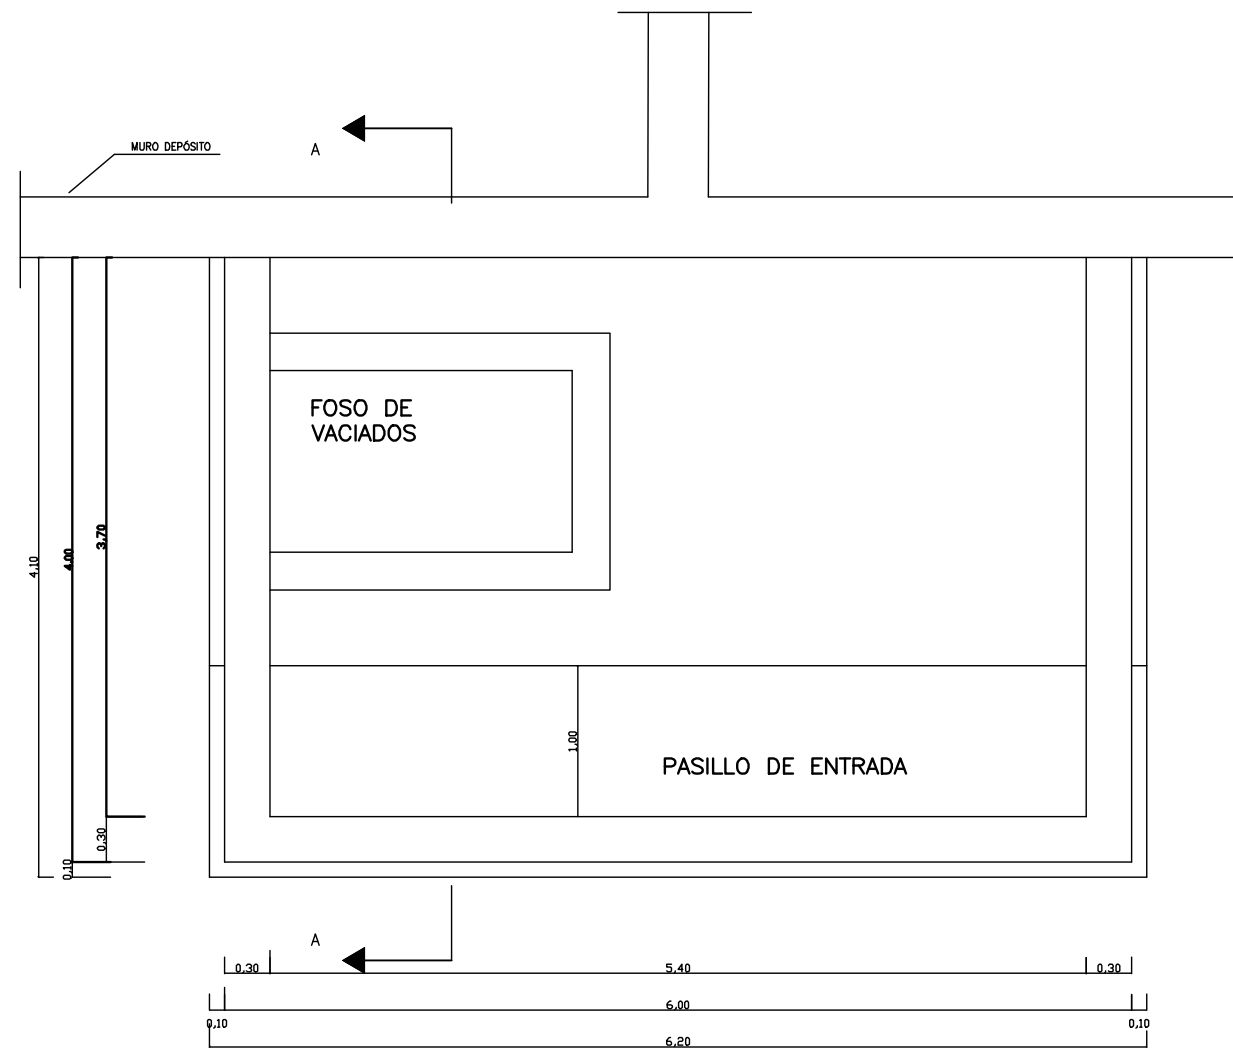 A
MURO DEPÓSITO
FOSO DE
VACIADOS
3,70
4,00
4,10
1,00
PASILLO DE ENTRADA
0,30
0,10
A
0,30
5,40
0,30
6,00
0,10
0,10
6,20